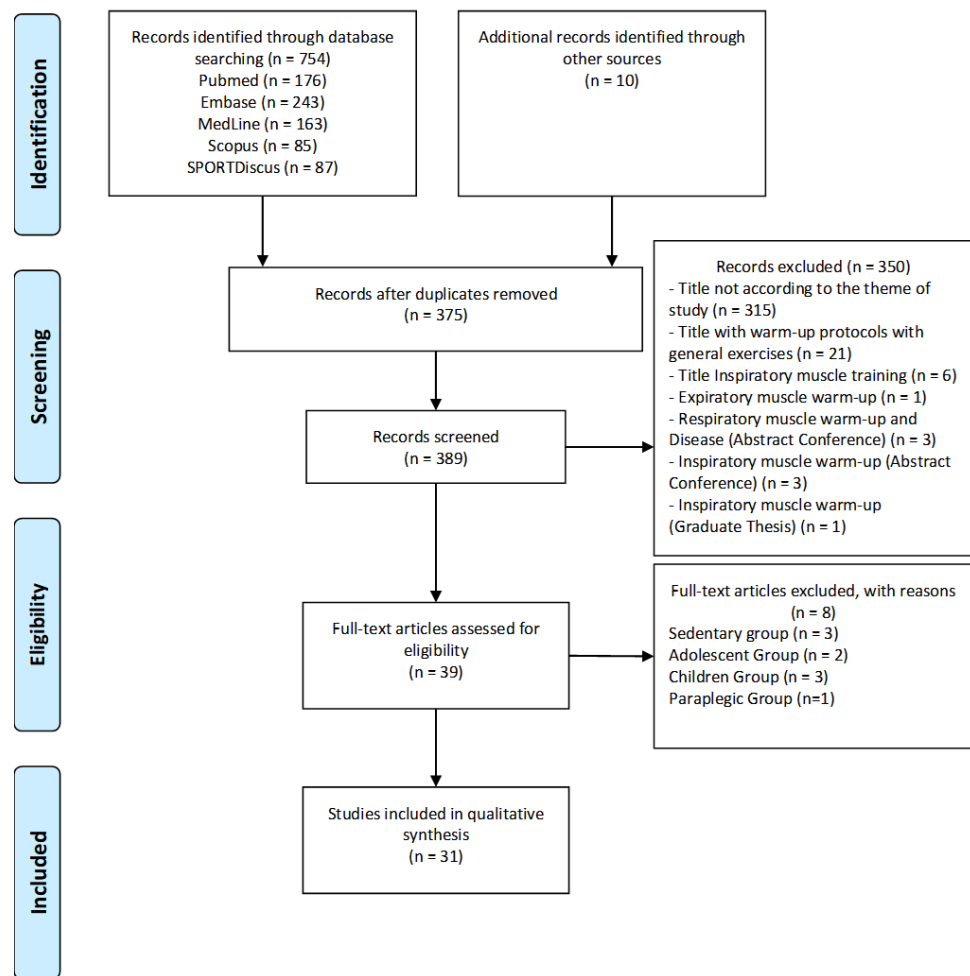 Identification
Records identified through database
searching (n = 754)
Pubmed (n = 176)
Embase (n = 243)
MedLine (n = 163)
Scopus (n = 85)
SPORTDiscus (n = 87)
Additional records identified through
other sources
(n = 10)
Screening
Records after duplicates removed
(n = 375)
Records screened
(n = 389)
Records excluded (n = 350)
- Title not according to the theme of
study (n = 315)
- Title with warm-up protocols with
general exercises (n = 21)
- Title Inspiratory muscle training (n = 6)
- Expiratory muscle warm-up (n = 1)
- Respiratory muscle warm-up and
Disease (Abstract Conference) (n = 3)
- Inspiratory muscle warm-up (Abstract
Conference) (n = 3)
- Inspiratory muscle warm-up
(Graduate Thesis) (n = 1)
Eligibility
Full-text articles assessed for
eligibility
(n = 39)
Full-text articles excluded, with reasons
(n = 8)
Sedentary group (n = 3)
Adolescent Group (n = 2)
Children Group (n = 3)
Paraplegic Group (n=1)
Included
Studies included in qualitative
synthesis
(n = 31)